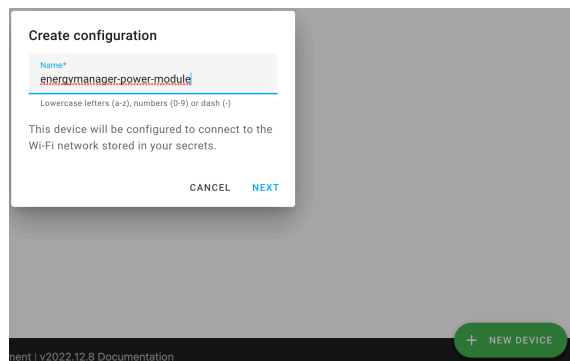 Create configuration
Name*
energymanager-power-module
Lowercase letters (a-z), numbers (0-9) or dash (-)
This device will be configured to connect to the
Wi-Fi network stored in your secrets.
CANCEL NEXT
+ NEW DEVICE
ment | v2022.12.8 Documentation